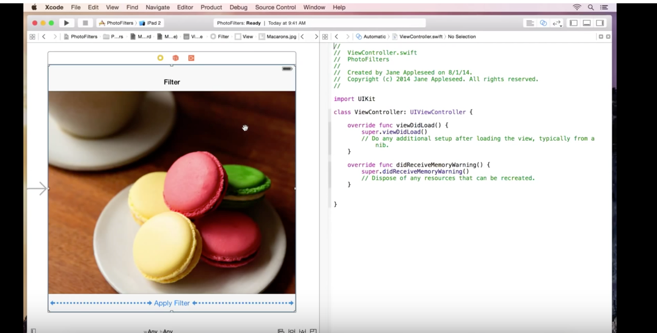 Xcode File Edit View Find Navigate Editor Product Debug Source Control Window Help
PhotoFilters iPad 2 PhotoFilters: Ready Today at 9:41 AM
PhotoFilters P...rs M...rd M...e) Vi...e Filter View Macarons.jpg Automatic ViewController.swift No Selection
Filter
Apply Filter
Any Any
//
// ViewController.swift
// PhotoFilters
//
// Created by Jane Appleseed on 8/1/14.
// Copyright (c) 2014 Jane Appleseed. All rights reserved.
//
import UIKit
class ViewController: UIViewController {
override func viewDidLoad() {
super.viewDidLoad()
// Do any additional setup after loading the view, typically from a
nib.
}
override func didReceiveMemoryWarning() {
super.didReceiveMemoryWarning()
// Dispose of any resources that can be recreated.
}
}